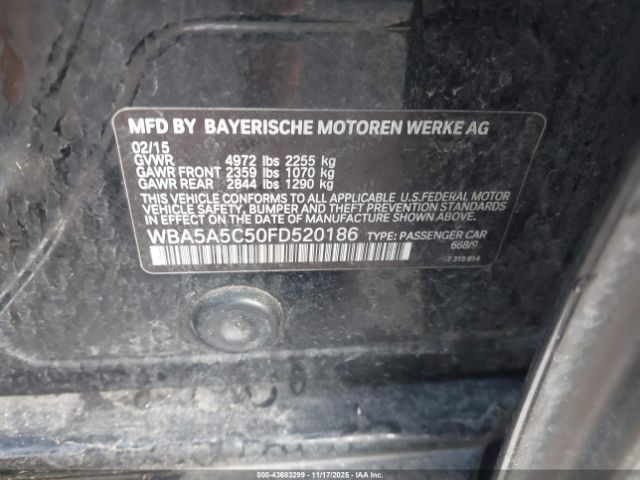 MFD BY BAYERISCHE MOTOREN WERKE AG
02/15
GVWR 4972 lbs 2255 kg
GAWR FRONT 2359 lbs 1070 kg
GAWR REAR 2844 lbs 1290 kg
THIS VEHICLE CONFORMS TO ALL APPLICABLE U.S.FEDERAL MOTOR
VEHICLE SAFETY, BUMPER AND THEFT PREVENTION STANDARDS
IN EFFECT ON THE DATE OF MANUFACTURE SHOWN ABOVE.
WBA5A5C50FD520186 TYPE: PASSENGER CAR
668/9
7 315 814
000-43683299 - 11/17/2025 - IAA Inc.